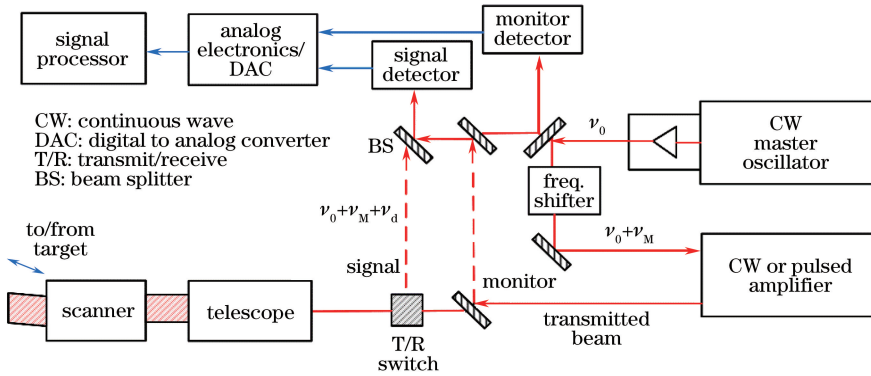 signal
processor
analog
electronics/
DAC
monitor
detector
signal
detector
CW: continuous wave
DAC: digital to analog converter
T/R: transmit/receive
BS: beam splitter
BS
ν0
CW
master
oscillator
freq.
shifter
ν0+νM+νd
ν0+νM
to/from
target
signal
monitor
CW or pulsed
amplifier
scanner
telescope
transmitted
beam
T/R
switch